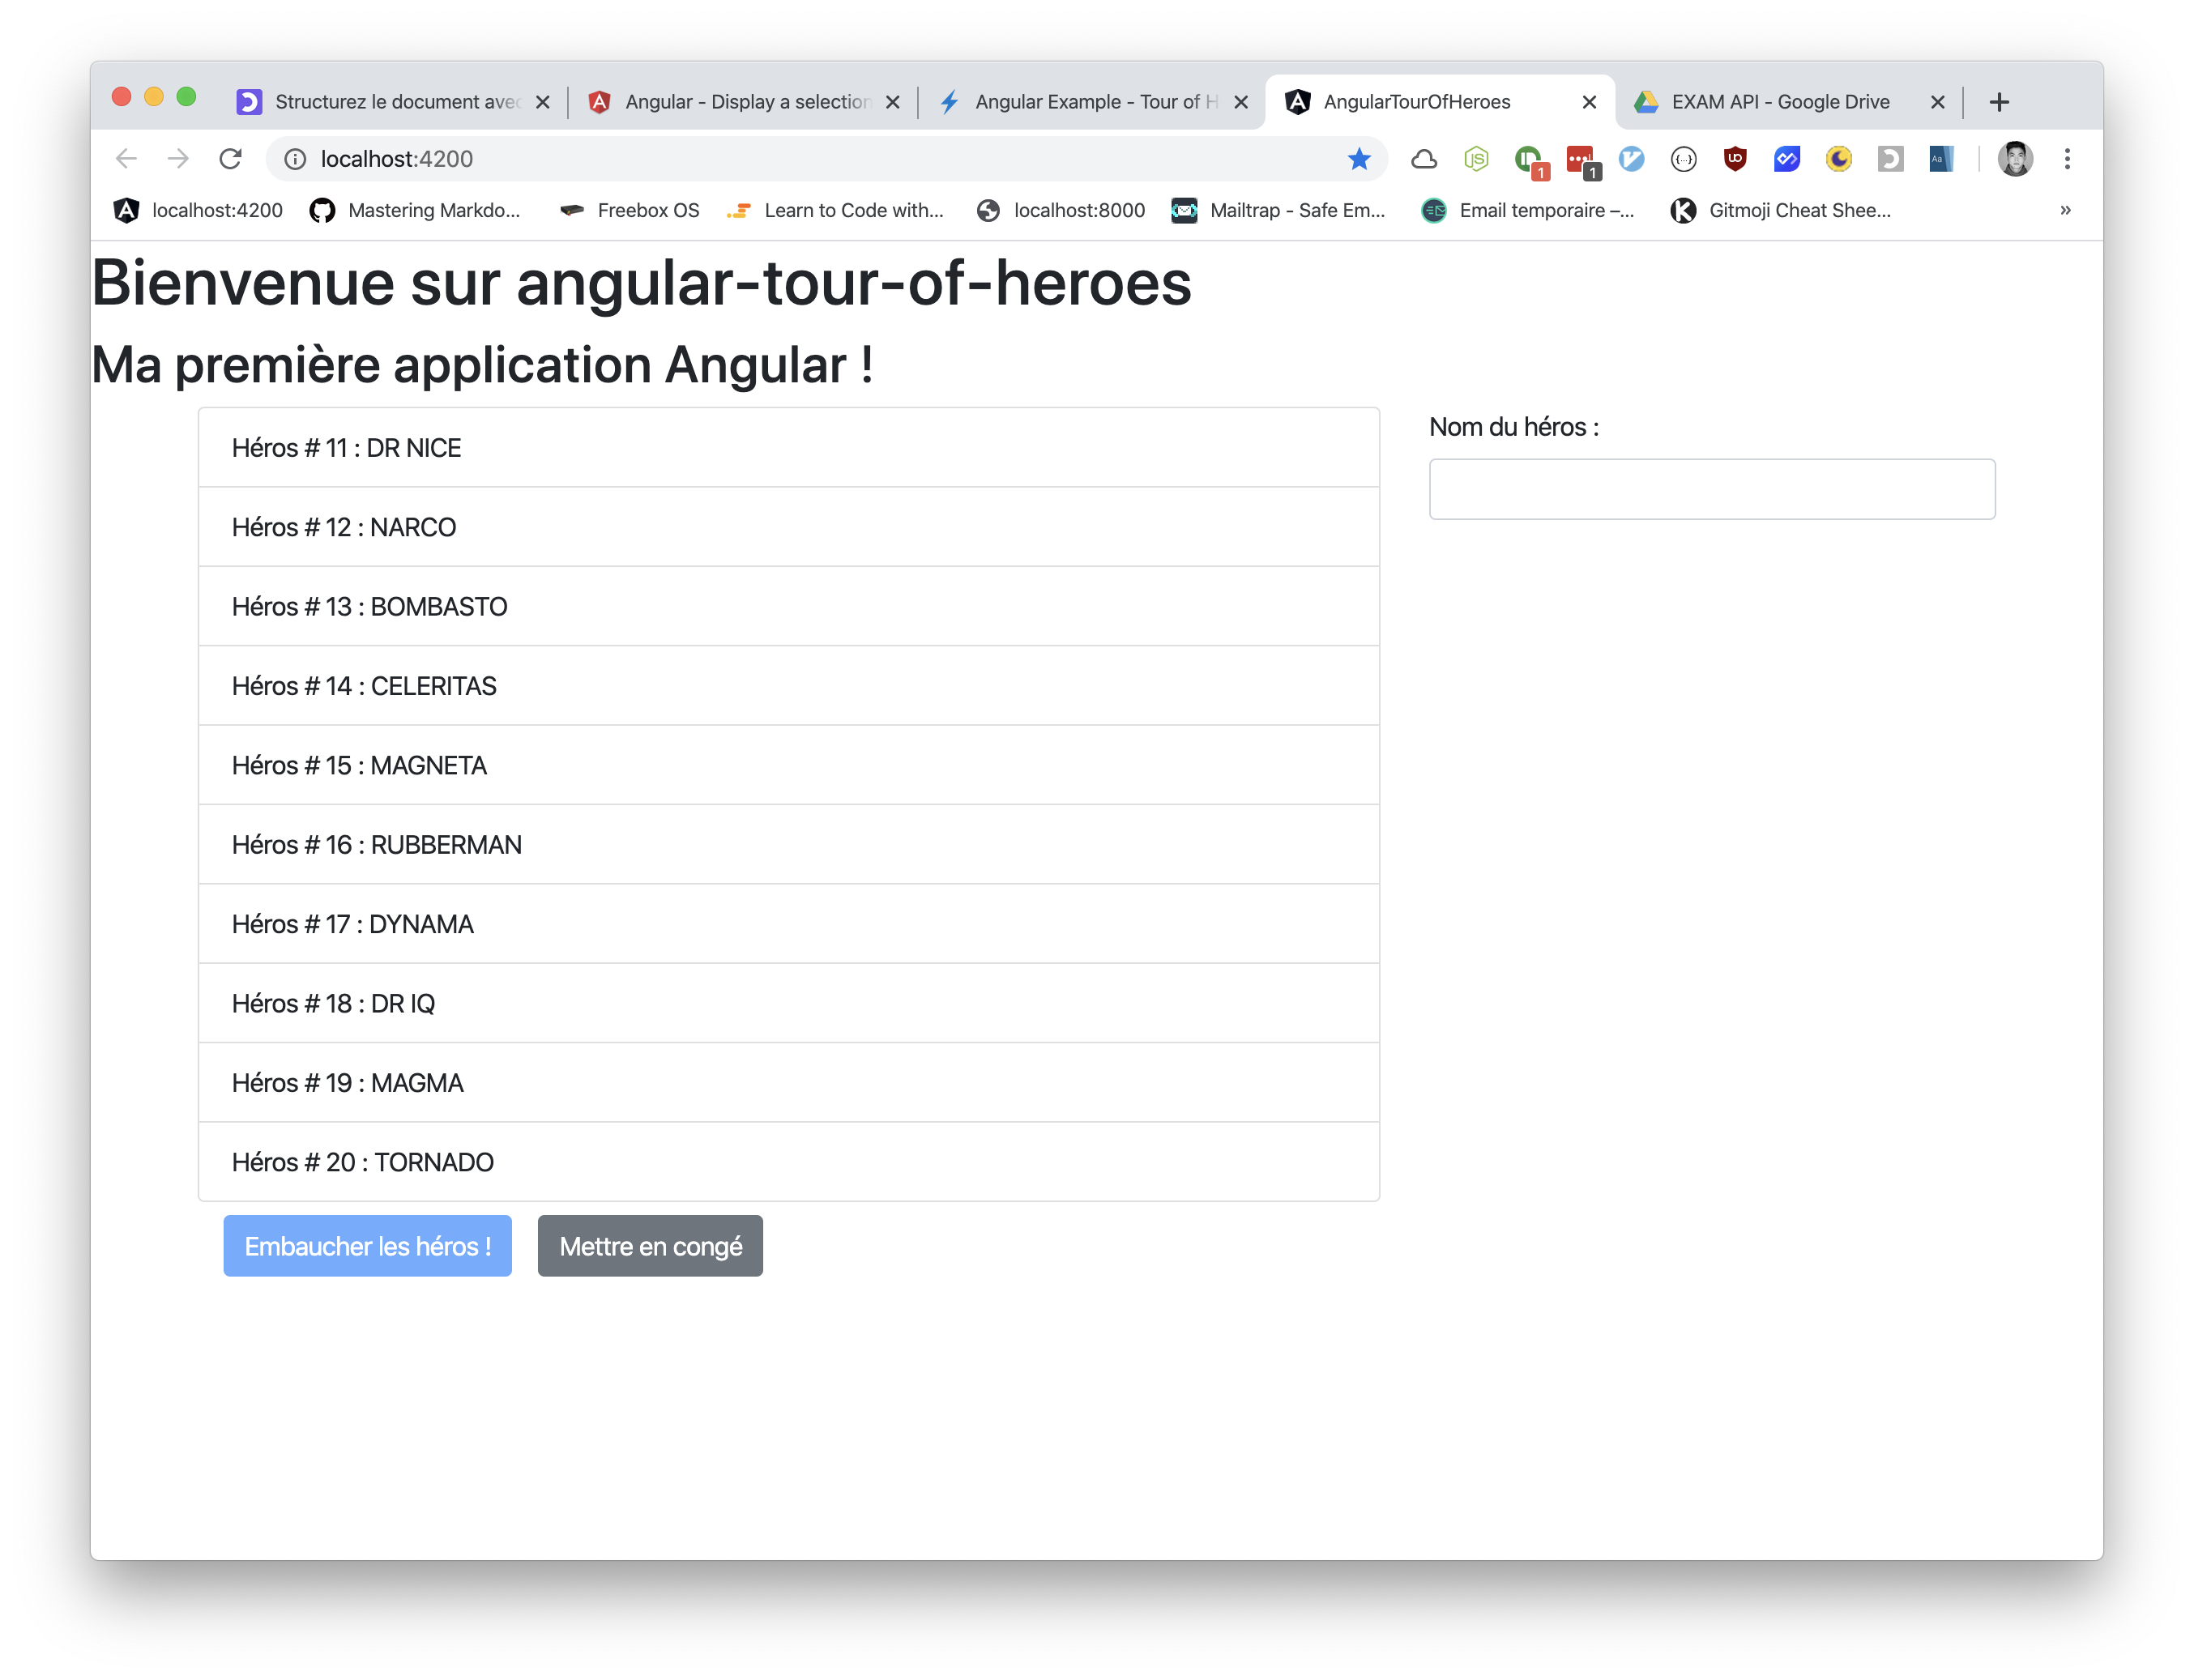 Structurez le document avec
Angular - Display a selection
Angular Example - Tour of H
AngularTourOfHeroes
EXAM API - Google Drive
localhost:4200
1
1
localhost:4200
Mastering Markdo...
Freebox OS
Learn to Code with...
localhost:8000
Mailtrap - Safe Em...
Email temporaire –...
Gitmoji Cheat Shee...
»
Bienvenue sur angular-tour-of-heroes
Ma première application Angular !
Héros # 11 : DR NICE
Héros # 12 : NARCO
Héros # 13 : BOMBASTO
Héros # 14 : CELERITAS
Héros # 15 : MAGNETA
Héros # 16 : RUBBERMAN
Héros # 17 : DYNAMA
Héros # 18 : DR IQ
Héros # 19 : MAGMA
Héros # 20 : TORNADO
Nom du héros :
Embaucher les héros !
Mettre en congé